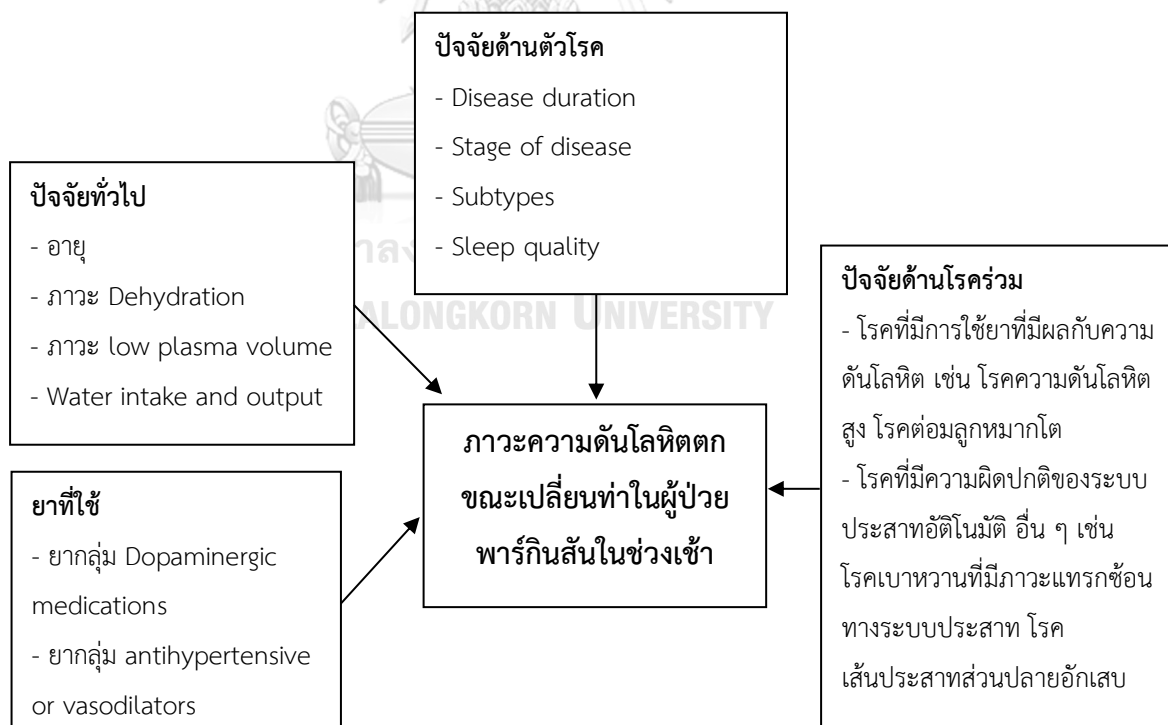 ปัจจัยด้านตัวโรค
- Disease duration
- Stage of disease
- Subtypes
- Sleep quality
ปัจจัยทั่วไป
- อายุ
- ภาวะ Dehydration
- ภาวะ low plasma volume
- Water intake and output
ยาที่ใช้
- ยากลุ่ม Dopaminergic
medications
- ยากลุ่ม antihypertensive
or vasodilators
ภาวะความดันโลหิตตก
ขณะเปลี่ยนท่าในผู้ป่วย
พาร์กินสันในช่วงเช้า
ปัจจัยด้านโรคร่วม
- โรคที่มีการใช้ยาที่มีผลกับความ
ดันโลหิต เช่น โรคความดันโลหิต
สูง โรคต่อมลูกหมากโต
- โรคที่มีความผิดปกติของระบบ
ประสาทอัติโนมัติ อื่น ๆ เช่น
โรคเบาหวานที่มีภาวะแทรกซ้อน
ทางระบบประสาท โรค
เส้นประสาทส่วนปลายอักเสบ
ALONGKORN UNIVERSITY